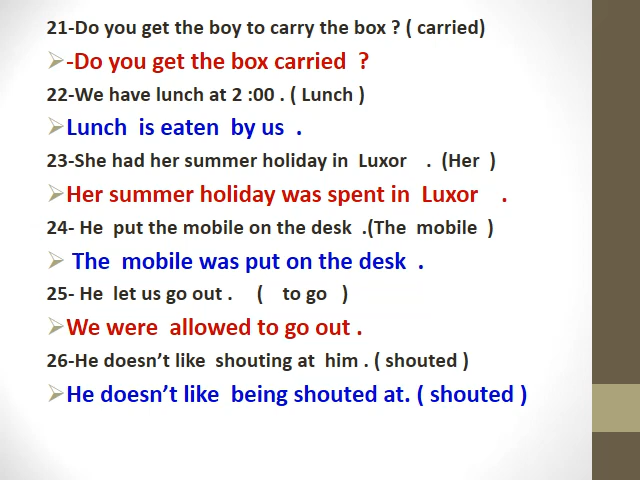 21-Do you get the boy to carry the box ? ( carried)
-Do you get the box carried ?
22-We have lunch at 2 :00 . ( Lunch )
Lunch is eaten by us .
23-She had her summer holiday in Luxor . (Her )
Her summer holiday was spent in Luxor .
24- He put the mobile on the desk .(The mobile )
The mobile was put on the desk .
25- He let us go out . ( to go )
We were allowed to go out .
26-He doesn’t like shouting at him . ( shouted )
He doesn’t like being shouted at. ( shouted )